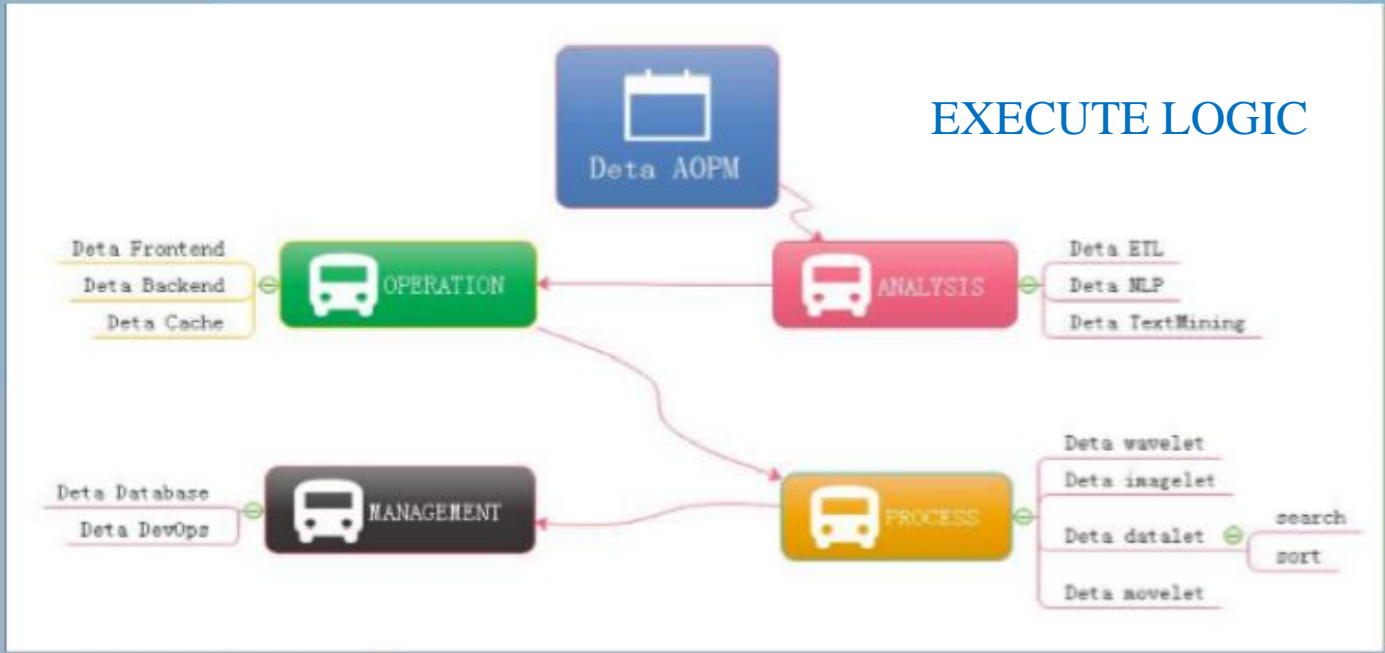 EXECUTE LOGIC
Deta AOPM
Deta Frontend
Deta Backend
Deta Cache
OPERATION
ANALYSIS
Deta ETL
Deta NLP
Deta TextMining
Deta Database
Deta DevOps
MANAGEMENT
PROCESS
Deta wavelet
Deta imagelet
Deta datalet
search
sort
Deta movelet